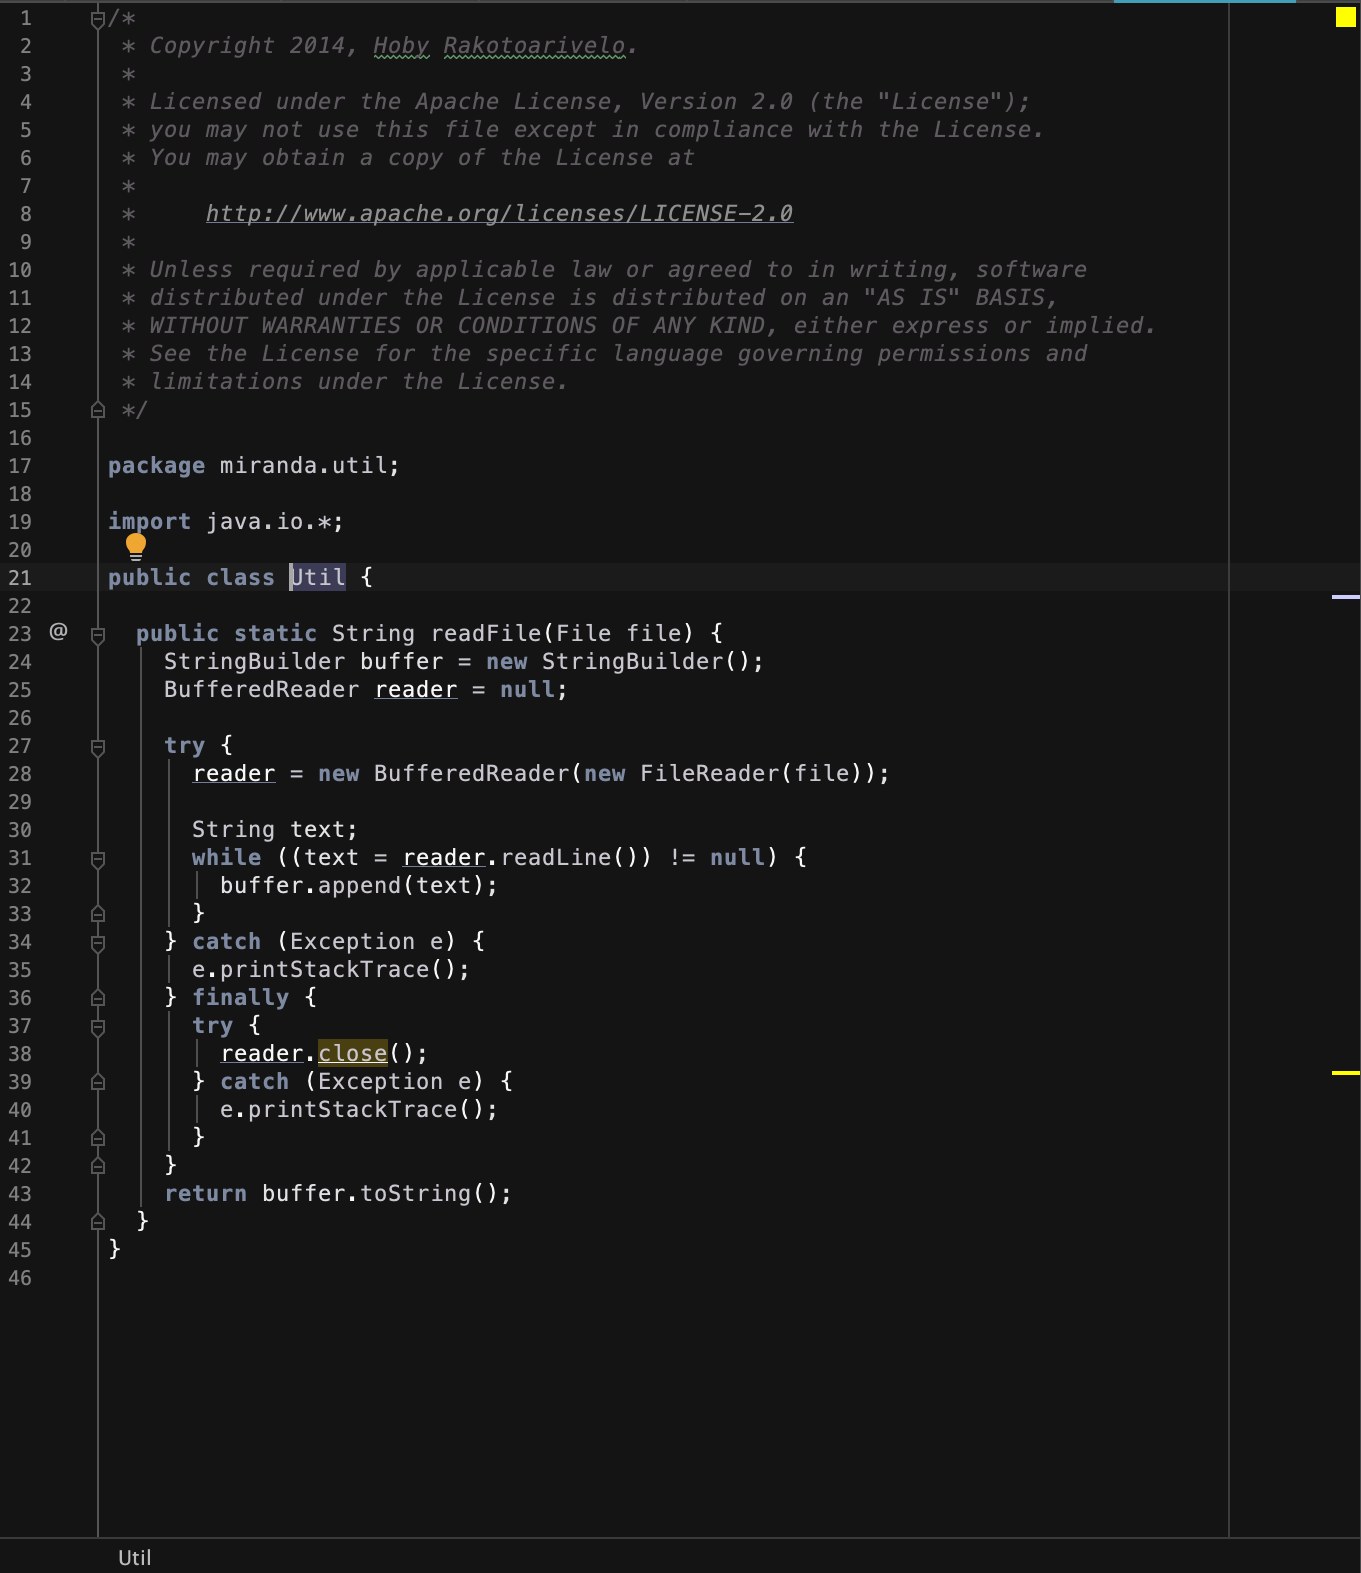 1 /*
2  * Copyright 2014, Hoby Rakotoarivelo.
3  *
4  * Licensed under the Apache License, Version 2.0 (the "License");
5  * you may not use this file except in compliance with the License.
6  * You may obtain a copy of the License at
7  *
8  *     http://www.apache.org/licenses/LICENSE-2.0
9  *
10  * Unless required by applicable law or agreed to in writing, software
11  * distributed under the License is distributed on an "AS IS" BASIS,
12  * WITHOUT WARRANTIES OR CONDITIONS OF ANY KIND, either express or implied.
13  * See the License for the specific language governing permissions and
14  * limitations under the License.
15  */
16
17 package miranda.util;
18
19 import java.io.*;
20
21 public class Util {
22
23 @   public static String readFile(File file) {
24     StringBuilder buffer = new StringBuilder();
25     BufferedReader reader = null;
26
27     try {
28       reader = new BufferedReader(new FileReader(file));
29
30       String text;
31       while ((text = reader.readLine()) != null) {
32         buffer.append(text);
33       }
34     } catch (Exception e) {
35       e.printStackTrace();
36     } finally {
37       try {
38         reader.close();
39       } catch (Exception e) {
40         e.printStackTrace();
41       }
42     }
43     return buffer.toString();
44   }
45 }
46
Util